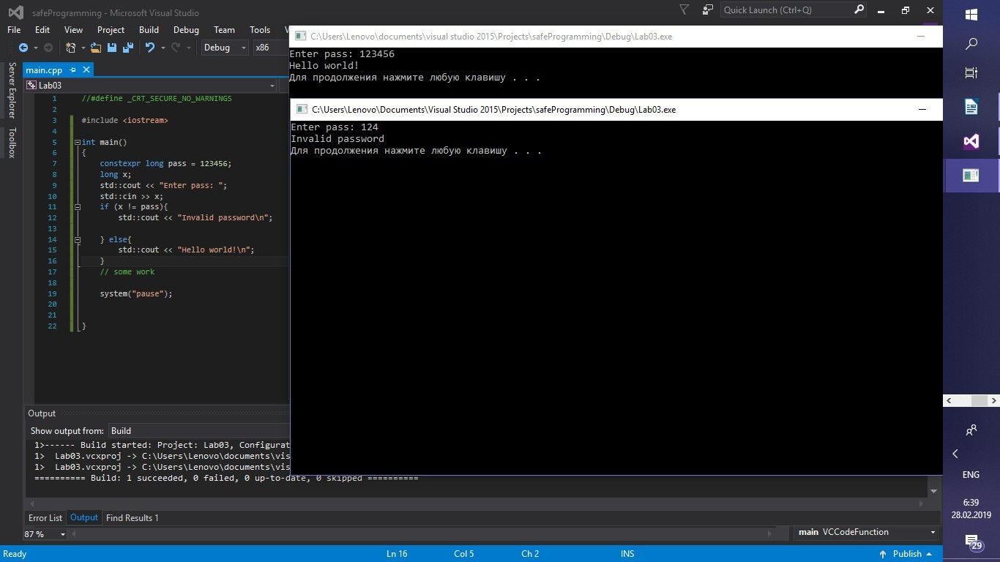 safeProgramming - Microsoft Visual Studio
Quick Launch (Ctrl+Q)
File Edit View Project Build Debug Team Tools
Debug x86
Server Explorer
Toolbox
main.cpp
Lab03
1 //#define _CRT_SECURE_NO_WARNINGS
2
3 #include <iostream>
4
5 int main()
6 {
7 constexpr long pass = 123456;
8 long x;
9 std::cout << "Enter pass: ";
10 std::cin >> x;
11 if (x != pass){
12 std::cout << "Invalid password\n";
13
14 } else{
15 std::cout << "Hello world!\n";
16 }
17 // some work
18
19 system("pause");
20
21
22 }
C:\Users\Lenovo\documents\visual studio 2015\Projects\safeProgramming\Debug\Lab03.exe
Enter pass: 123456
Hello world!
Для продолжения нажмите любую клавишу . . .
C:\Users\Lenovo\Documents\Visual Studio 2015\Projects\safeProgramming\Debug\Lab03.exe
Enter pass: 124
Invalid password
Для продолжения нажмите любую клавишу . . .
Output
Show output from: Build
1>------ Build started: Project: Lab03, Configurat
1> Lab03.vcxproj -> C:\Users\Lenovo\documents\vis
1> Lab03.vcxproj -> C:\Users\Lenovo\documents\vis
========== Build: 1 succeeded, 0 failed, 0 up-to-date, 0 skipped ==========
Error List Output Find Results 1
87 %
main VCCodeFunction
Ready Ln 16 Col 5 Ch 2 INS Publish
ENG
6:39
28.02.2019
29